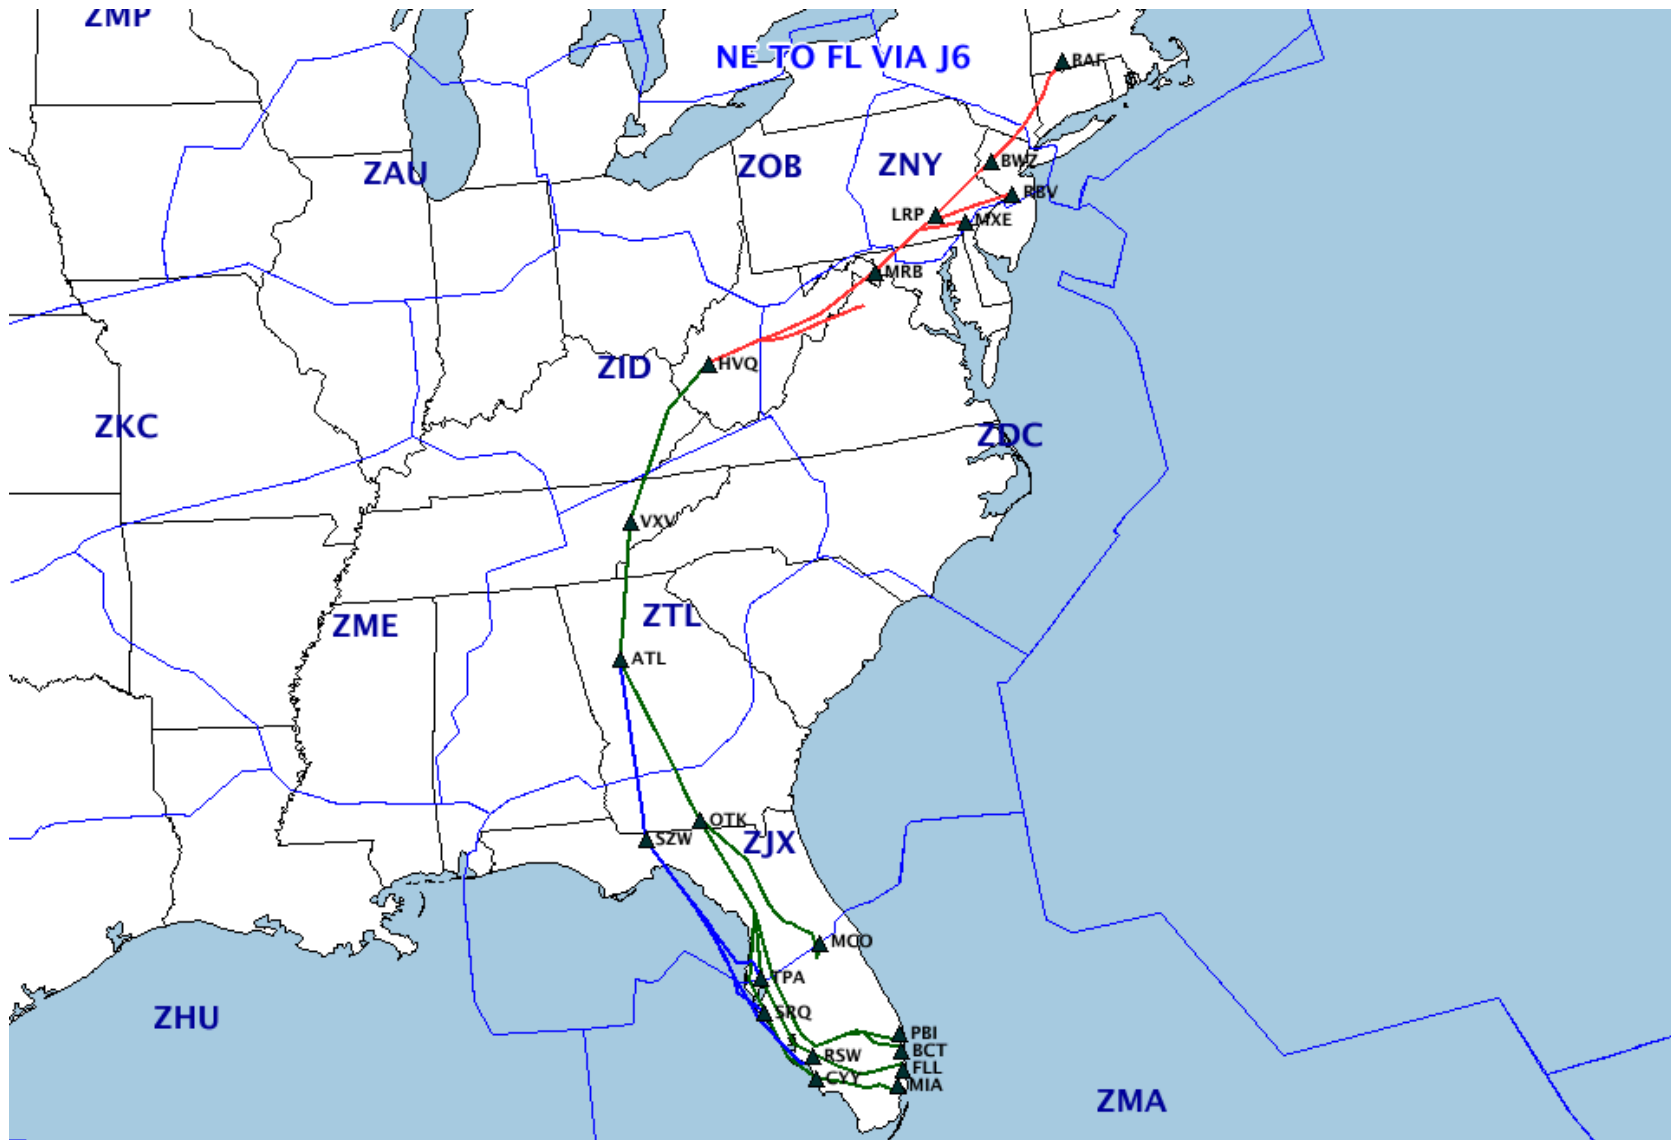 ZMP
NE TO FL VIA J6
BAF
ZAU
ZOB
ZNY
BWZ
RBV
LRP
MXE
MRB
ZID
HVQ
ZKC
ZDC
VXV
ZME
ZTL
ATL
OTK
SZW
ZJX
MCO
TPA
ZHU
SRQ
PBI
BCT
RSW
FLL
CYY
MIA
ZMA